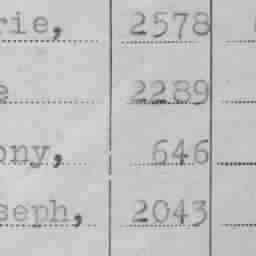 rie, 2578
e 2289
ony, 646
seph, 2043